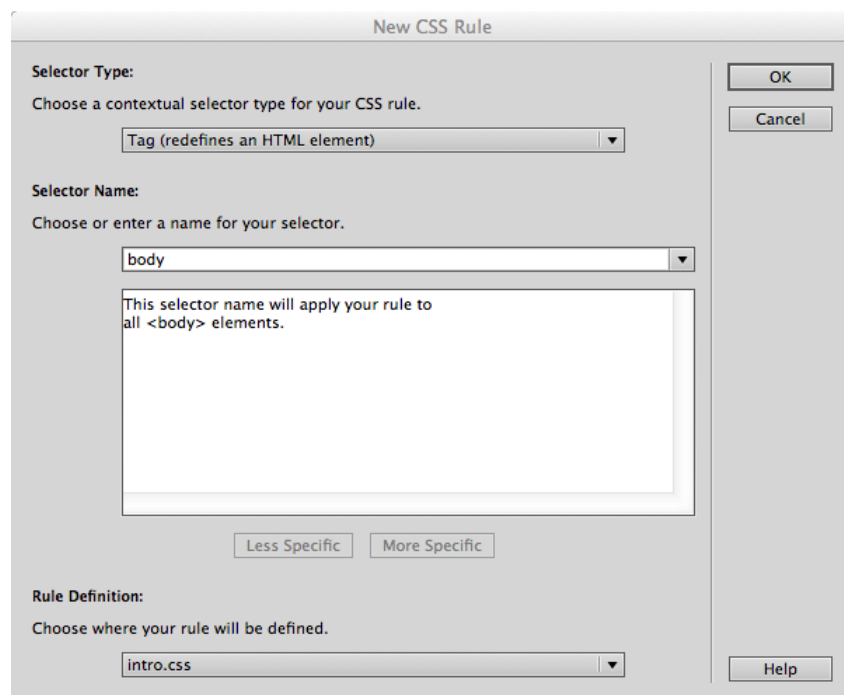 New CSS Rule
Selector Type:
OK
Choose a contextual selector type for your CSS rule.
Cancel
Tag (redefines an HTML element)
Selector Name:
Choose or enter a name for your selector.
body
This selector name will apply your rule to
all <body> elements.
Less Specific
More Specific
Rule Definition:
Choose where your rule will be defined.
intro.css
Help